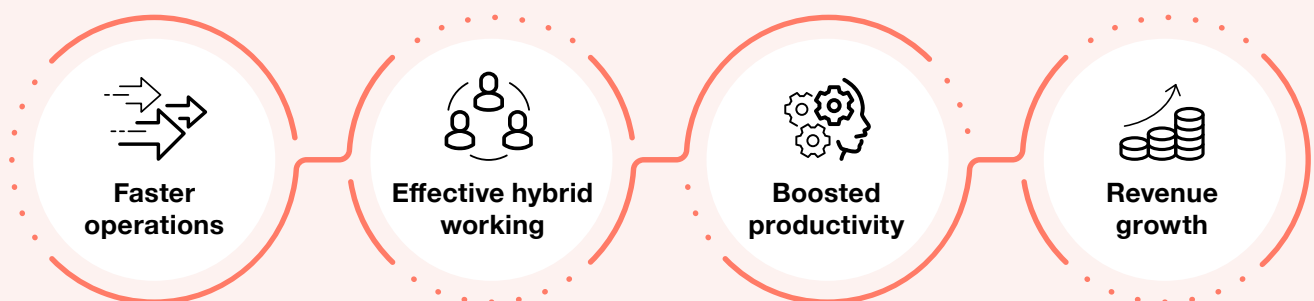 Faster
operations
Effective hybrid
working
Boosted
productivity
Revenue
growth